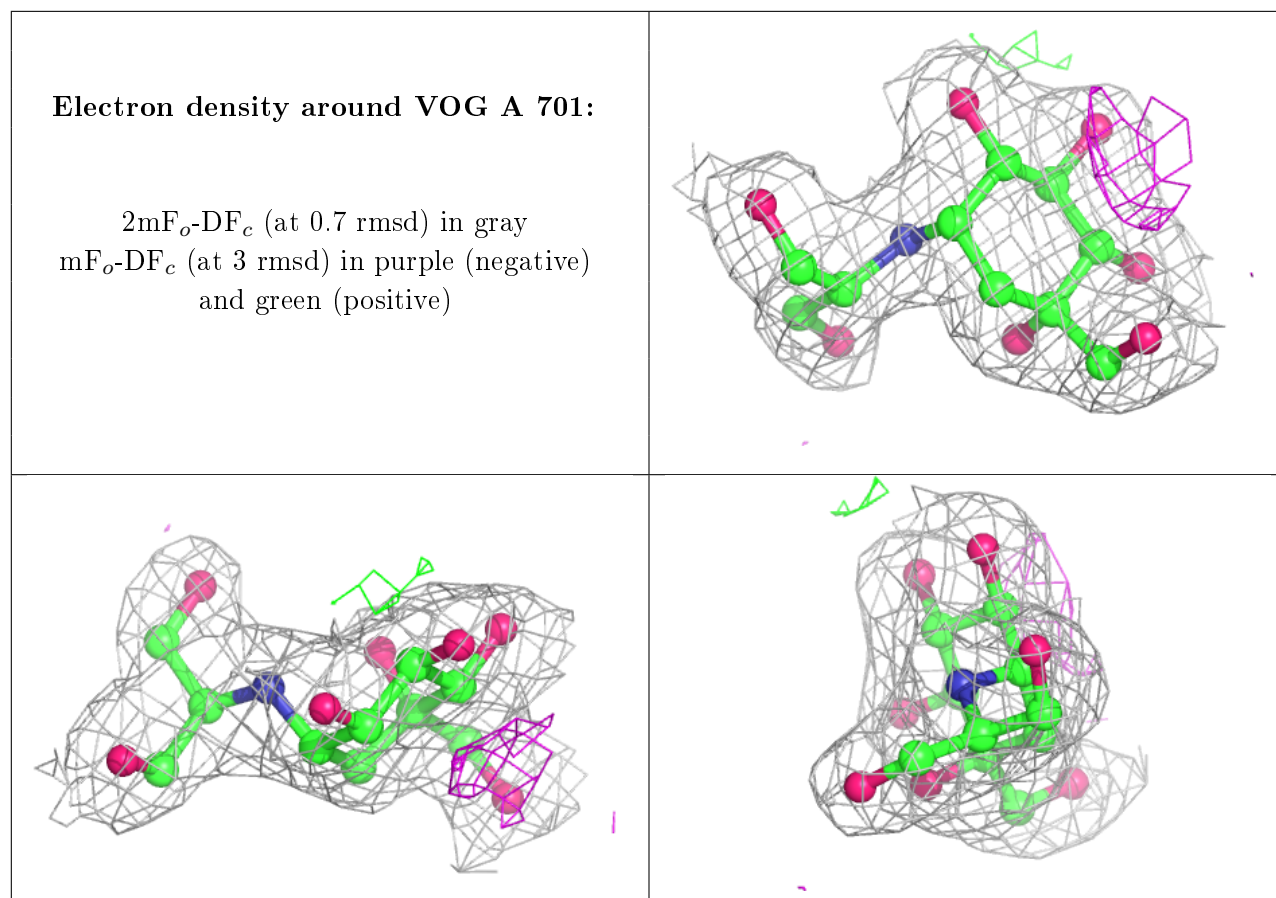 Electron density around VOG A 701:
2mFₒ-DF𝒸 (at 0.7 rmsd) in gray
mFₒ-DF𝒸 (at 3 rmsd) in purple (negative)
and green (positive)